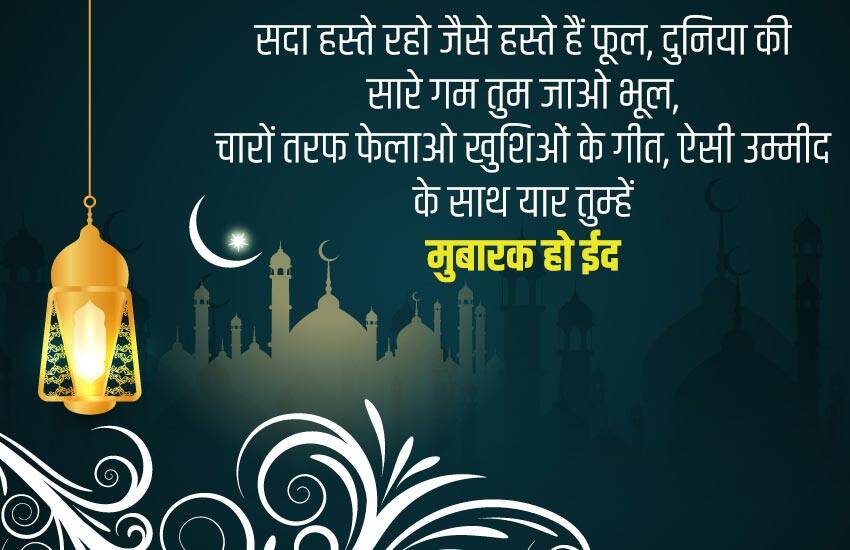 सदा हस्ते रहो जैसे हस्ते हैं फूल, दुनिया की
सारे गम तुम जाओ भूल,
चारों तरफ फेलाओ खुशिओं के गीत, ऐसी उम्मीद
के साथ यार तुम्हें
मुबारक हो ईद